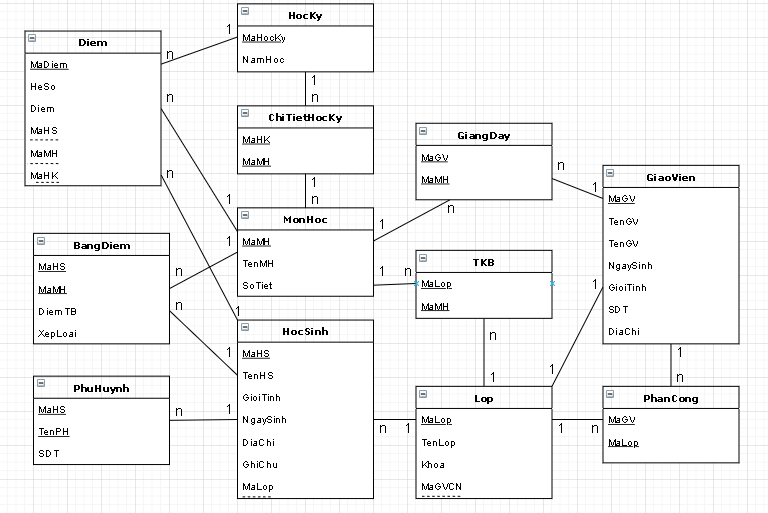 HocKy
MaHocKy
NamHoc
Diem
MaDiem
HeSo
Diem
MaHS
MaMH
MaHK
n
1
n
n
1
n
ChiTietHocKy
MaHK
MaMH
1
n
MonHoc
MaMH
TenMH
SoTiet
1
1
1
GiangDay
MaGV
MaMH
n
n
1
1
GiaoVien
MaGV
TenGV
TenGV
NgaySinh
GioiTinh
SDT
DiaChi
BangDiem
MaHS
MaMH
DiemTB
XepLoai
n
n
1
TKB
MaLop
MaMH
1
n
n
1
HocSinh
MaHS
TenHS
GioiTinh
NgaySinh
DiaChi
GhiChu
MaLop
PhuHuynh
MaHS
TenPH
SDT
n
1
Lop
MaLop
TenLop
Khoa
MaGVCN
n
1
1
1
1
n
PhanCong
MaGV
MaLop
1
n